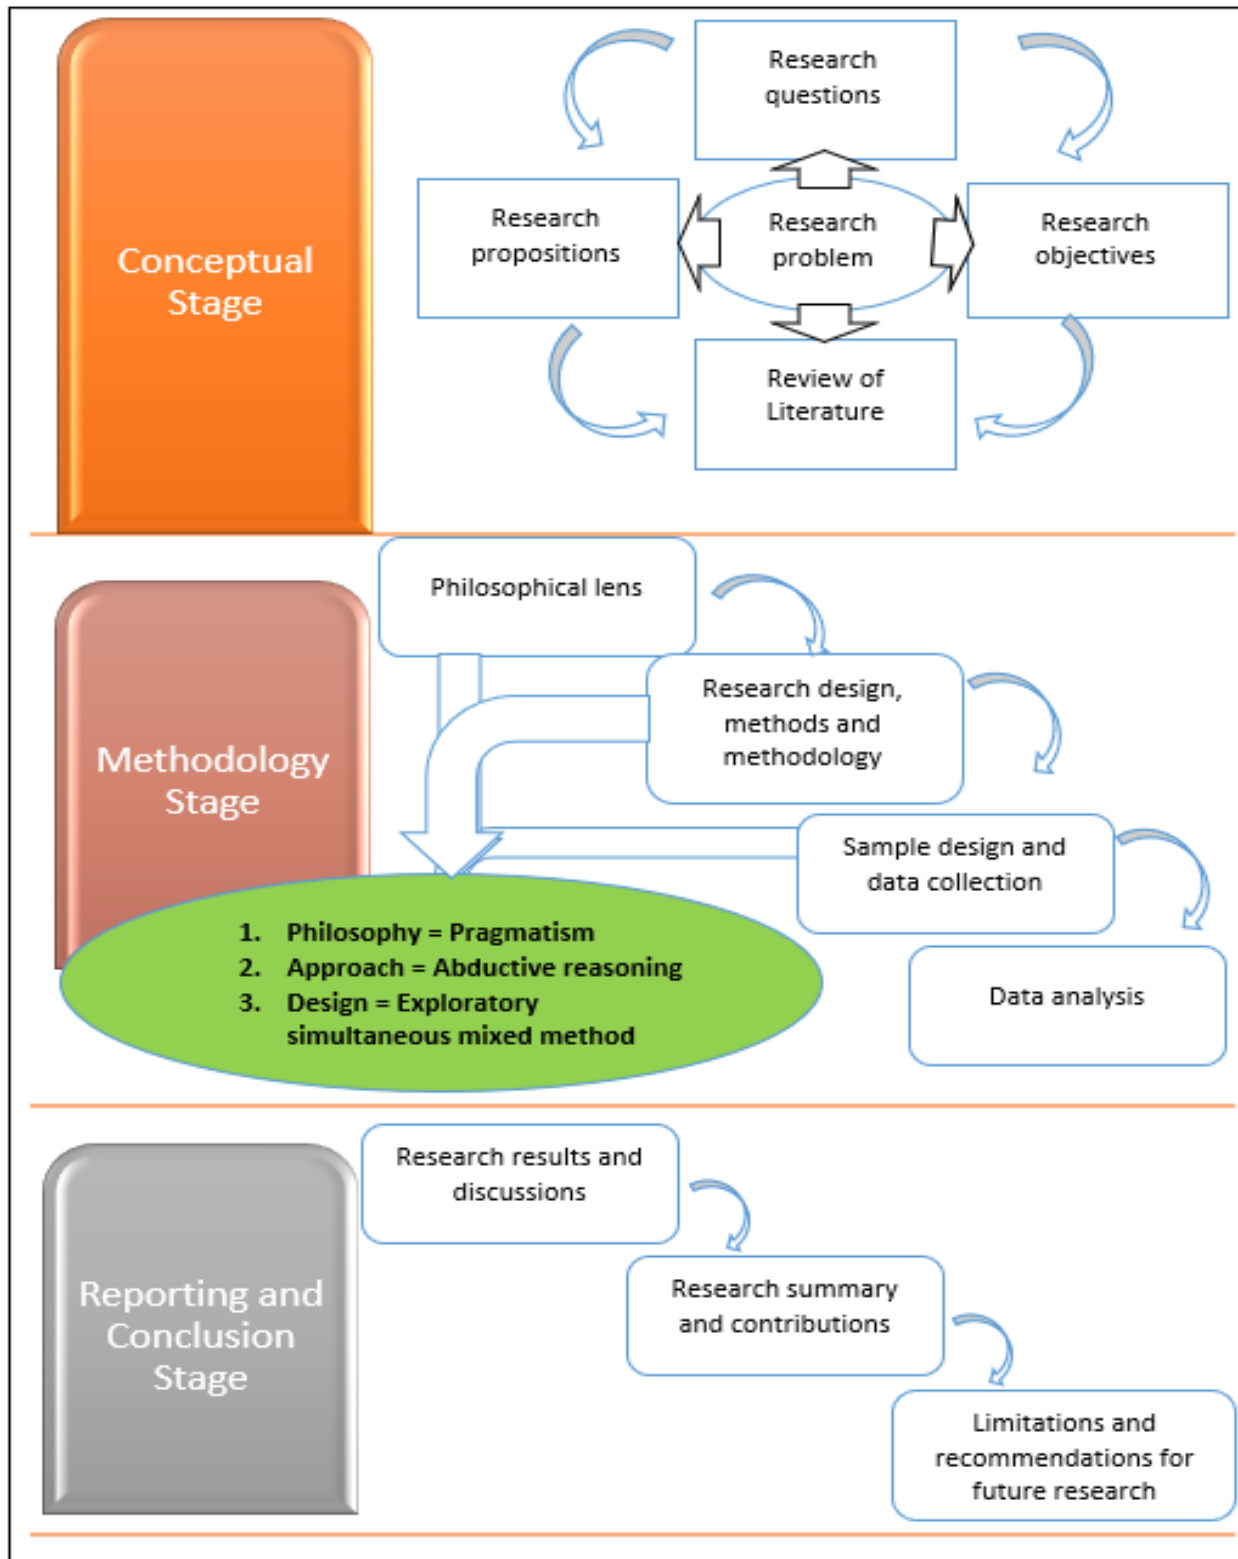 Conceptual
Stage
Research
questions
Research
propositions
Research
problem
Research
objectives
Review of
Literature
Methodology
Stage
Philosophical lens
Research design,
methods and
methodology
Sample design and
data collection
Data analysis
1. Philosophy = Pragmatism
2. Approach = Abductive reasoning
3. Design = Exploratory
simultaneous mixed method
Reporting and
Conclusion
Stage
Research results and
discussions
Research summary
and contributions
Limitations and
recommendations for
future research